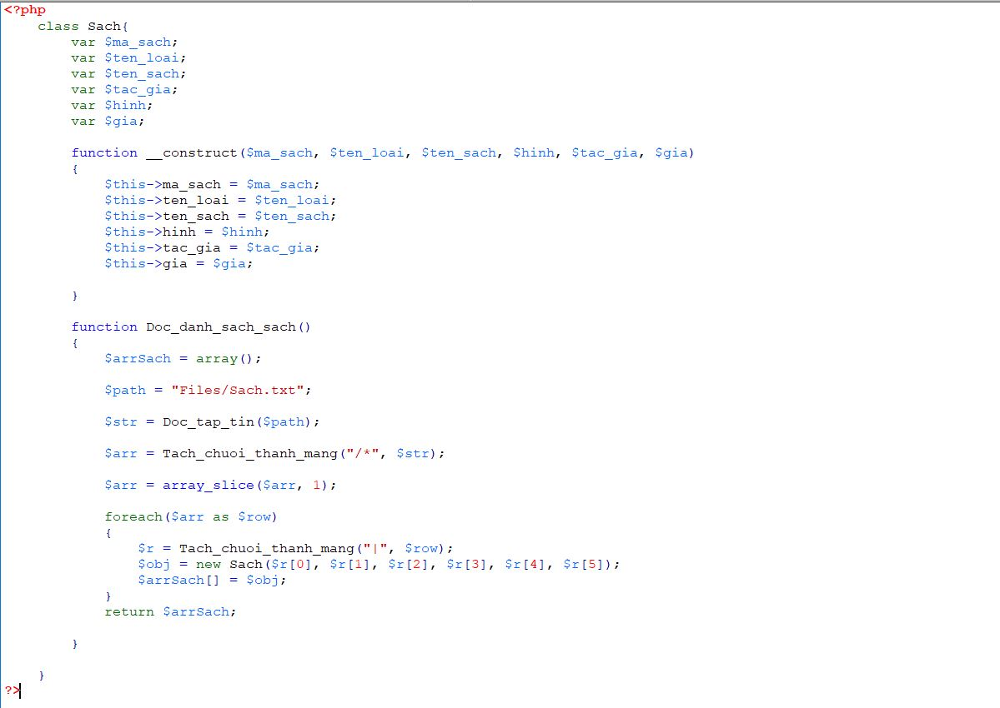 <?php
    class Sach{
        var $ma_sach;
        var $ten_loai;
        var $ten_sach;
        var $tac_gia;
        var $hinh;
        var $gia;
        function __construct($ma_sach, $ten_loai, $ten_sach, $hinh, $tac_gia, $gia)
        {
            $this->ma_sach = $ma_sach;
            $this->ten_loai = $ten_loai;
            $this->ten_sach = $ten_sach;
            $this->hinh = $hinh;
            $this->tac_gia = $tac_gia;
            $this->gia = $gia;
        }
        function Doc_danh_sach_sach()
        {
            $arrSach = array();
            $path = "Files/Sach.txt";
            $str = Doc_tap_tin($path);
            $arr = Tach_chuoi_thanh_mang("/*", $str);
            $arr = array_slice($arr, 1);
            foreach($arr as $row)
            {
                $r = Tach_chuoi_thanh_mang("|", $row);
                $obj = new Sach($r[0], $r[1], $r[2], $r[3], $r[4], $r[5]);
                $arrSach[] = $obj;
            }
            return $arrSach;
        }
    }
?>